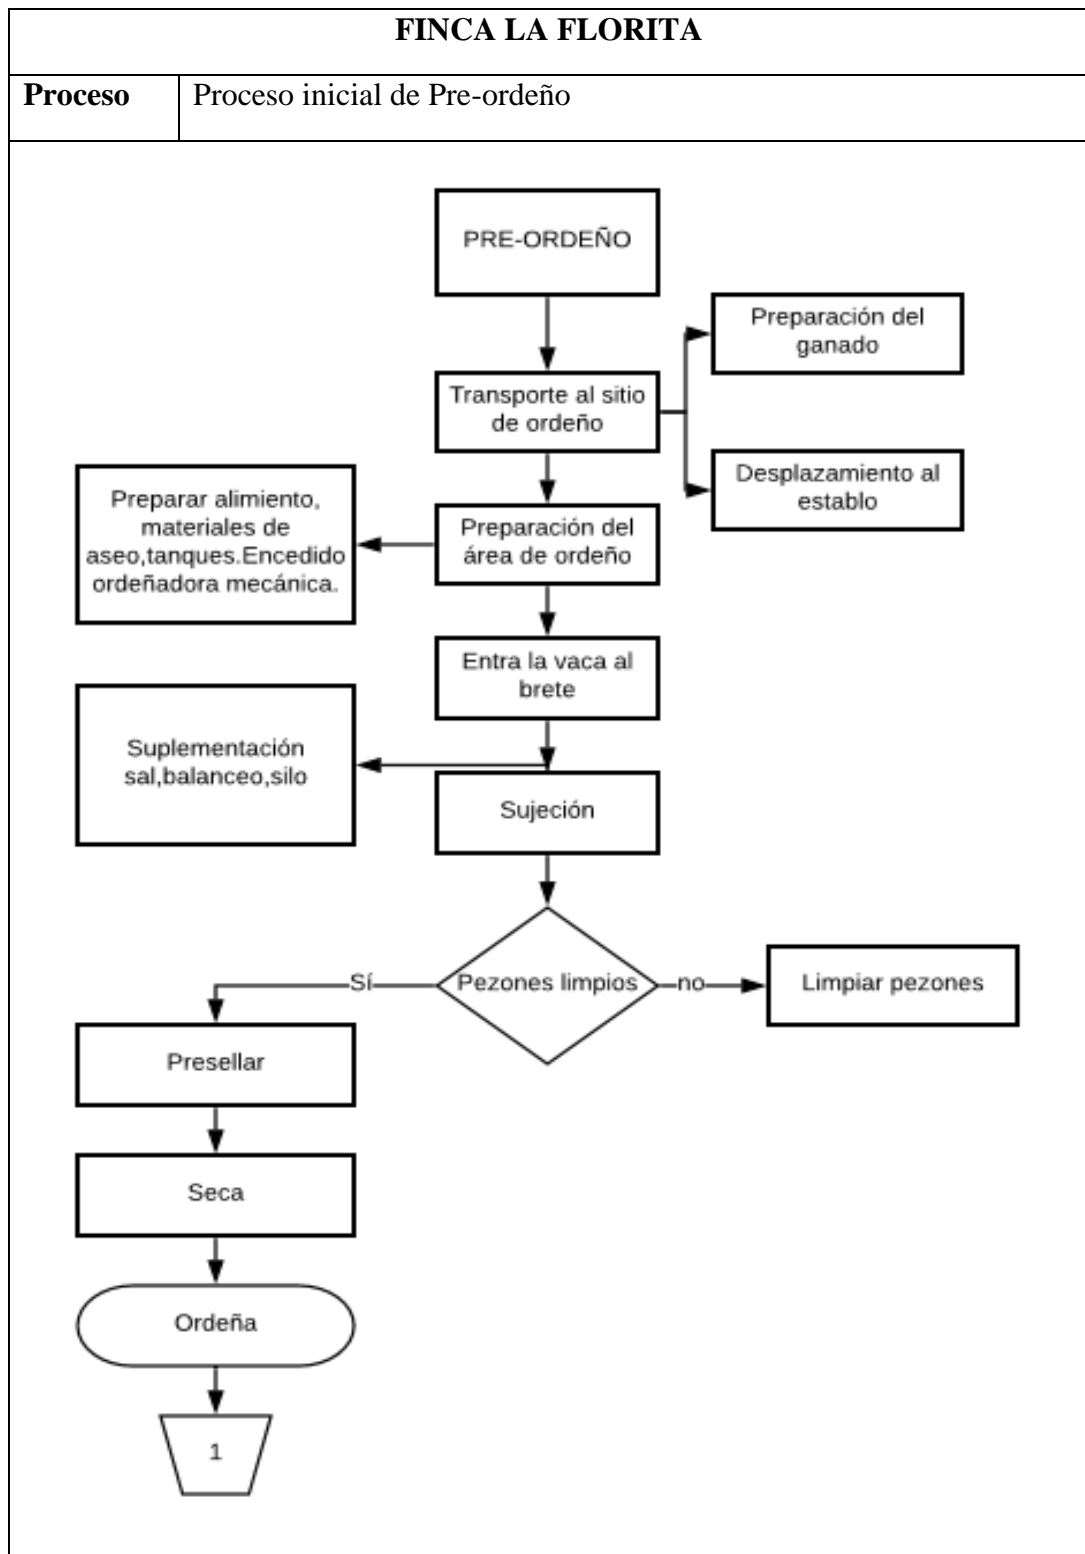 FINCA LA FLORITA
Proceso
Proceso inicial de Pre-ordeño
PRE-ORDEÑO
Preparación del
ganado
Transporte al sitio
de ordeño
Desplazamiento al
establo
Preparar alimiento,
materiales de
aseo,tanques.Encedido
ordeñadora mecánica.
Preparación del
área de ordeño
Entra la vaca al
brete
Suplementación
sal,balanceo,silo
Sujeción
Sí
Pezones limpios
no
Limpiar pezones
Presellar
Seca
Ordeña
1